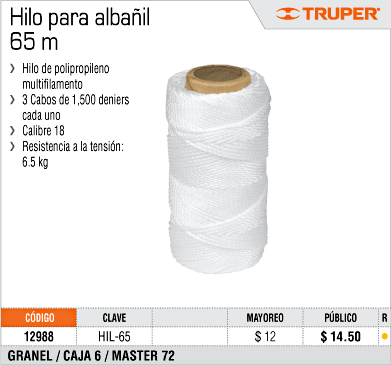 Hilo para albañil
65 m
TRUPER®
❯ Hilo de polipropileno
multifilamento
❯ 3 Cabos de 1,500 deniers
cada uno
❯ Calibre 18
❯ Resistencia a la tensión:
6.5 kg
CÓDIGO CLAVE MAYOREO PÚBLICO R
12988 HIL-65 $ 12 $ 14.50
GRANEL / CAJA 6 / MASTER 72